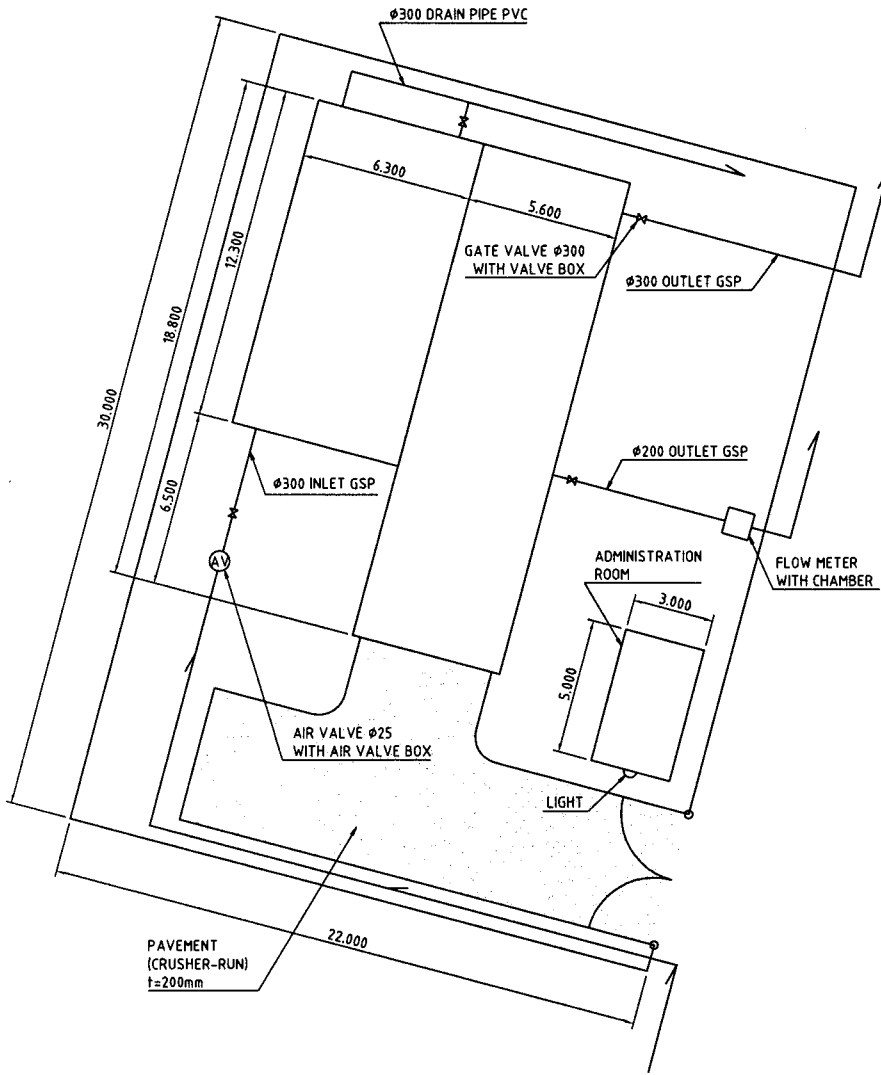 φ300 DRAIN PIPE PVC
6.300
5.600
12.300
18.800
30.000
6.500
GATE VALVE φ300
WITH VALVE BOX
φ300 OUTLET GSP
φ300 INLET GSP
φ200 OUTLET GSP
AV
ADMINISTRATION
ROOM
FLOW METER
WITH CHAMBER
3.000
5.000
AIR VALVE φ25
WITH AIR VALVE BOX
LIGHT
22.000
PAVEMENT
(CRUSHER-RUN)
t=200mm